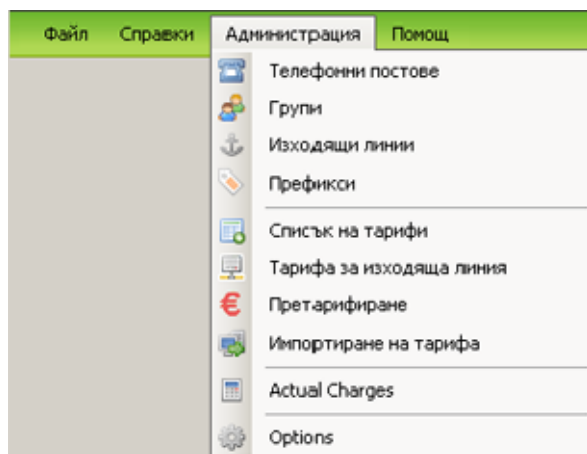 Файл Справки Администрация Помощ
Телефонни постове
Групи
Изходящи линии
Префикси
Списък на тарифи
Тарифа за изходяща линия
Претарифиране
Импортиране на тарифа
Actual Charges
Options